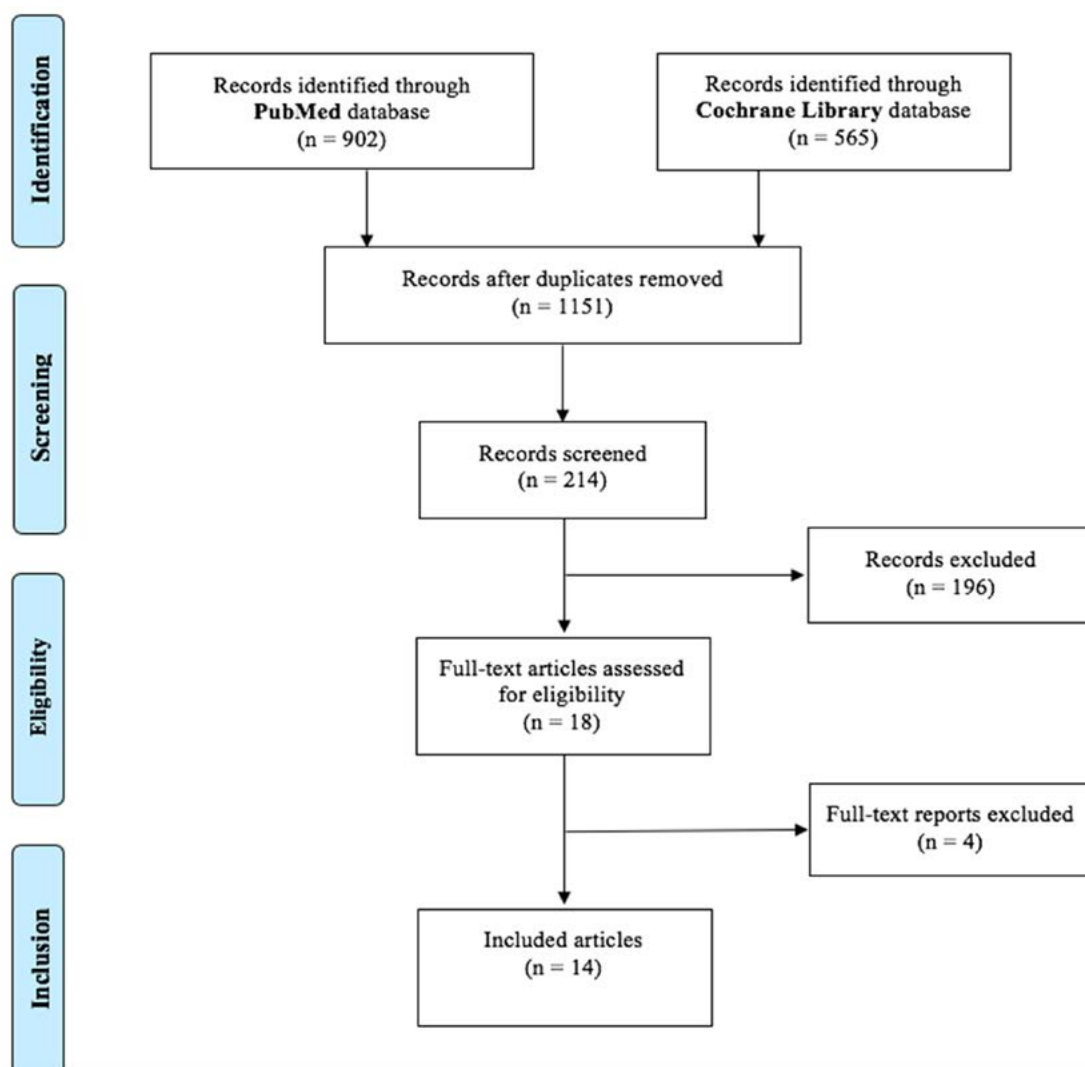 Identification
Records identified through
PubMed database
(n = 902)
Records identified through
Cochrane Library database
(n = 565)
Records after duplicates removed
(n = 1151)
Screening
Records screened
(n = 214)
Records excluded
(n = 196)
Eligibility
Full-text articles assessed
for eligibility
(n = 18)
Full-text reports excluded
(n = 4)
Inclusion
Included articles
(n = 14)